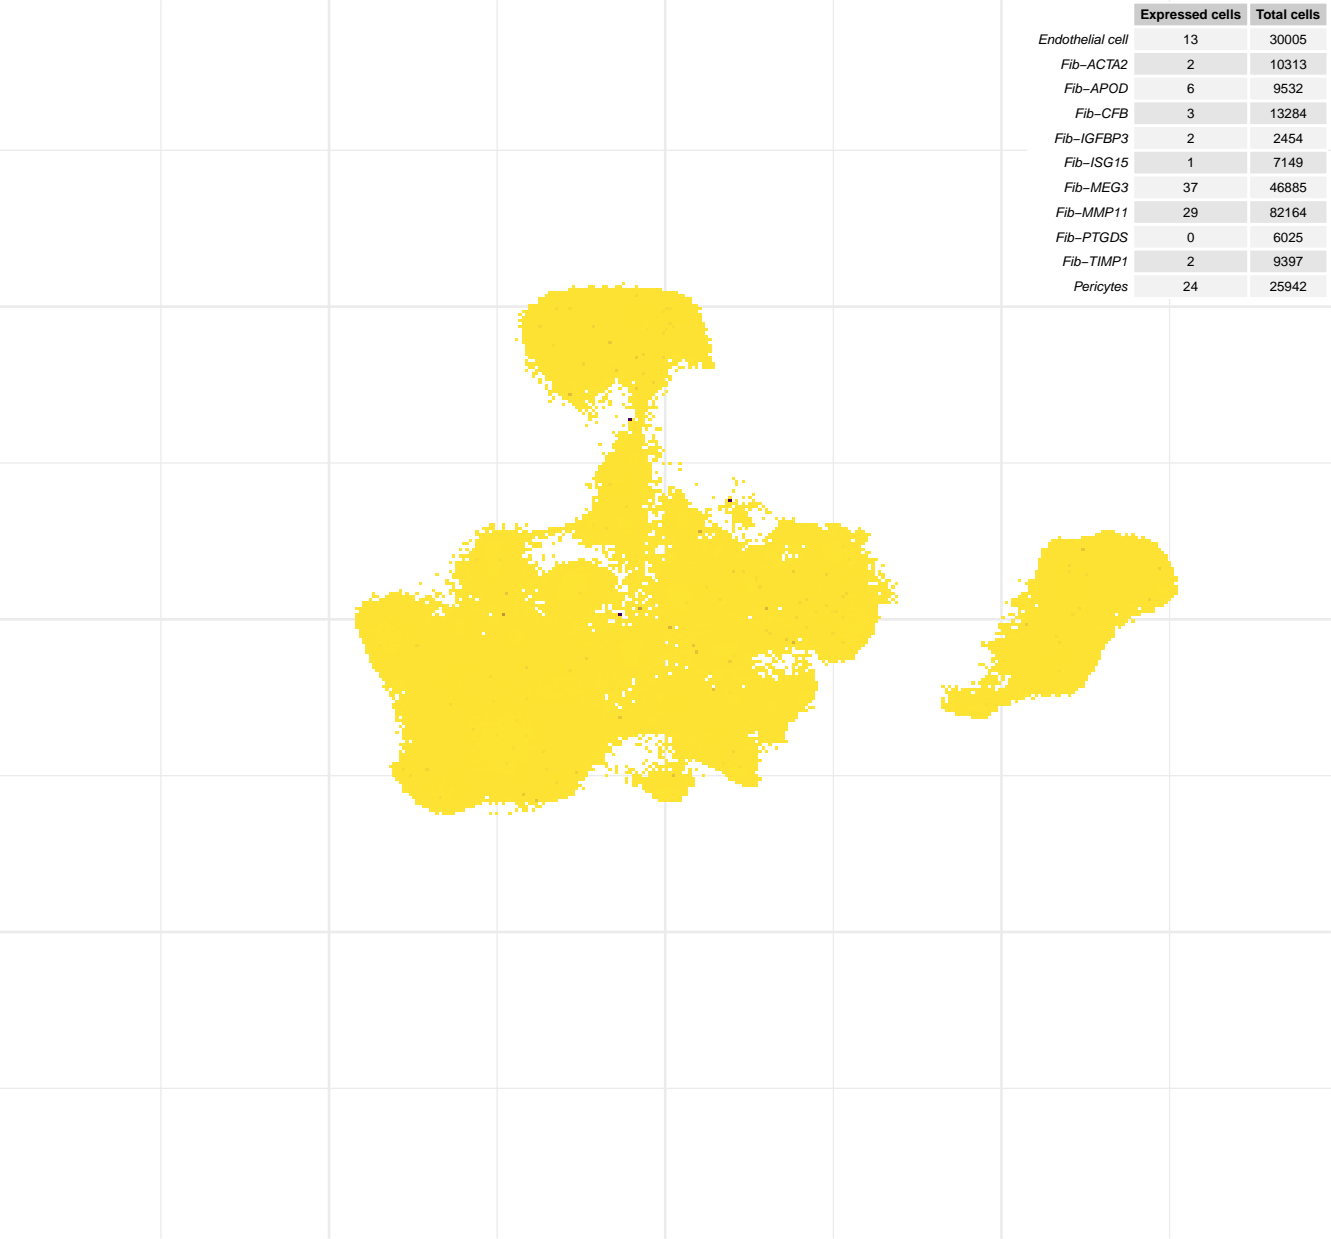 Expressed cells Total cells
Endothelial cell 13 30005
Fib−ACTA2 2 10313
Fib−APOD 6 9532
Fib−CFB 3 13284
Fib−IGFBP3 2 2454
Fib−ISG15 1 7149
Fib−MEG3 37 46885
Fib−MMP11 29 82164
Fib−PTGDS 0 6025
Fib−TIMP1 2 9397
Pericytes 24 25942